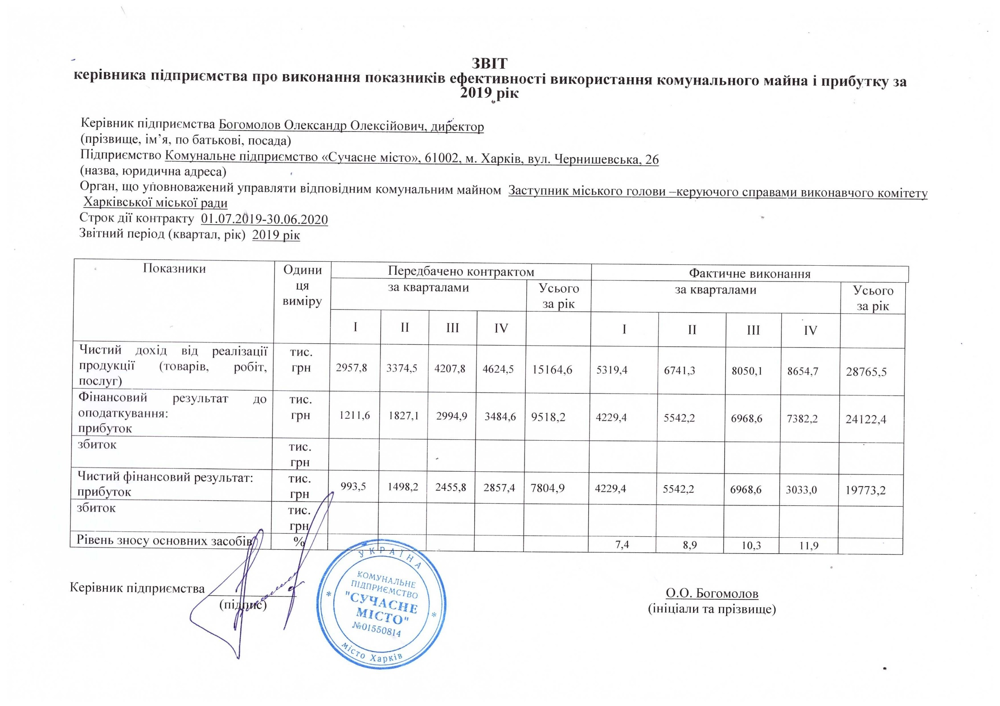 ЗВІТ
керівника підприємства про виконання показників ефективності використання комунального майна і прибутку за
2019 рік
Керівник підприємства Богомолов Олександр Олексійович, директор
(прізвище, ім’я, по батькові, посада)
Підприємство Комунальне підприємство «Сучасне місто», 61002, м. Харків, вул. Чернишевська, 26
(назва, юридична адреса)
Орган, що уповноважений управляти відповідним комунальним майном Заступник міського голови –керуючого справами виконавчого комітету
Харківської міської ради
Строк дії контракту 01.07.2019-30.06.2020
Звітний період (квартал, рік) 2019 рік
Показники Одини Передбачено контрактом Фактичне виконання
ця за кварталами Усього за кварталами Усього
виміру за рік за рік
I II III IV I II III IV
Чистий дохід від реалізації тис.
продукції (товарів, робіт, грн 2957,8 3374,5 4207,8 4624,5 15164,6 5319,4 6741,3 8050,1 8654,7 28765,5
послуг)
Фінансовий результат до тис.
оподаткування: грн 1211,6 1827,1 2994,9 3484,6 9518,2 4229,4 5542,2 6968,6 7382,2 24122,4
прибуток
збиток тис.
грн
Чистий фінансовий результат: тис.
прибуток грн 993,5 1498,2 2455,8 2857,4 7804,9 4229,4 5542,2 6968,6 3033,0 19773,2
збиток тис.
грн
Рівень зносу основних засобів % 7,4 8,9 10,3 11,9
Керівник підприємства
(підпис)
О.О. Богомолов
(ініціали та прізвище)
УКРАЇНА
КОМУНАЛЬНЕ
ПІДПРИЄМСТВО
"СУЧАСНЕ
МІСТО"
№01550814
місто Харків